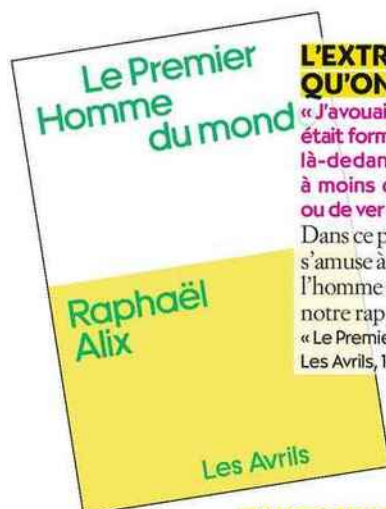 Le Premier
Homme
du mond
Raphaël
Alix
Les Avrils
L'EXTR
QU'ON
« J'avouai
était form
là-dedan
à moins
ou de ver
Dans ce p
s'amuse à
l'homme
notre rap
« Le Premie
Les Avrils, 1